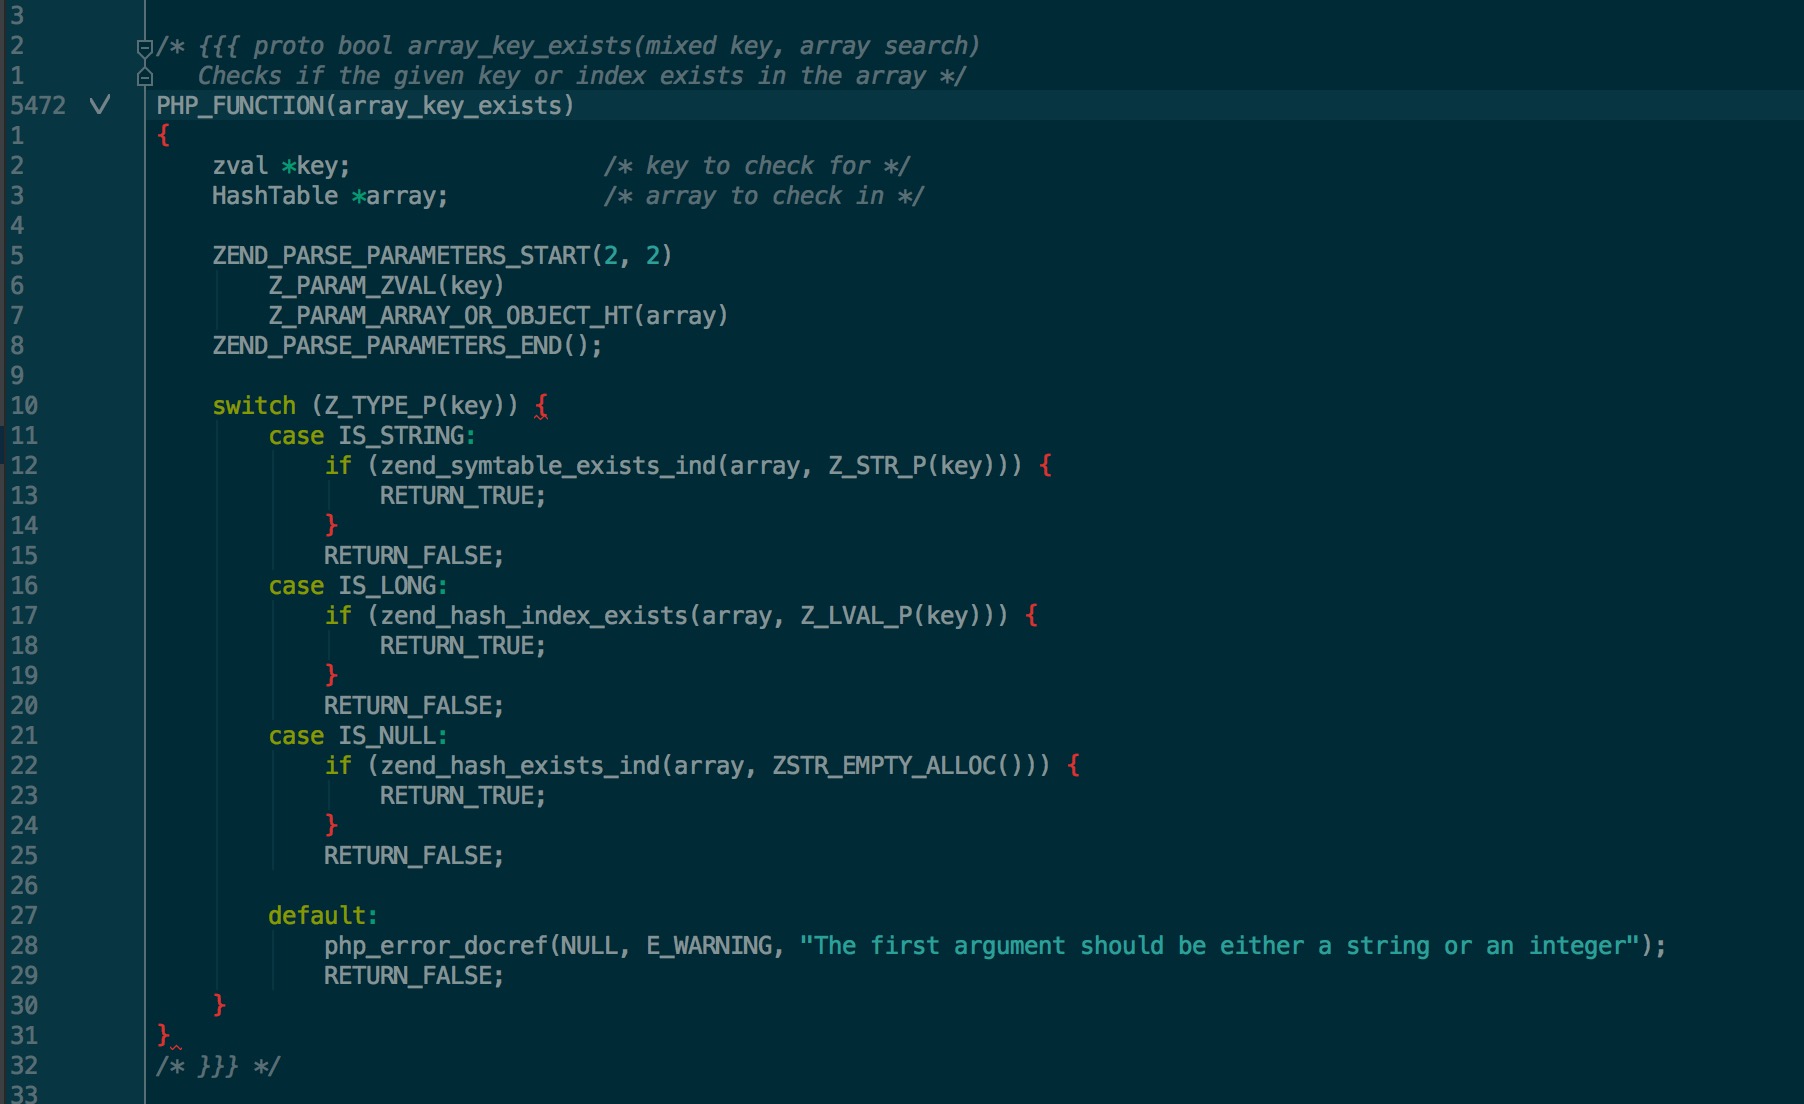 3
2 /* {{{ proto bool array_key_exists(mixed key, array search)
1    Checks if the given key or index exists in the array */
5472 PHP_FUNCTION(array_key_exists)
1 {
2     zval *key;                  /* key to check for */
3     HashTable *array;           /* array to check in */
4
5     ZEND_PARSE_PARAMETERS_START(2, 2)
6         Z_PARAM_ZVAL(key)
7         Z_PARAM_ARRAY_OR_OBJECT_HT(array)
8     ZEND_PARSE_PARAMETERS_END();
9
10     switch (Z_TYPE_P(key)) {
11         case IS_STRING:
12             if (zend_symtable_exists_ind(array, Z_STR_P(key))) {
13                 RETURN_TRUE;
14             }
15             RETURN_FALSE;
16         case IS_LONG:
17             if (zend_hash_index_exists(array, Z_LVAL_P(key))) {
18                 RETURN_TRUE;
19             }
20             RETURN_FALSE;
21         case IS_NULL:
22             if (zend_hash_exists_ind(array, ZSTR_EMPTY_ALLOC())) {
23                 RETURN_TRUE;
24             }
25             RETURN_FALSE;
26
27         default:
28             php_error_docref(NULL, E_WARNING, "The first argument should be either a string or an integer");
29             RETURN_FALSE;
30     }
31 }
32 /* }}} */
33